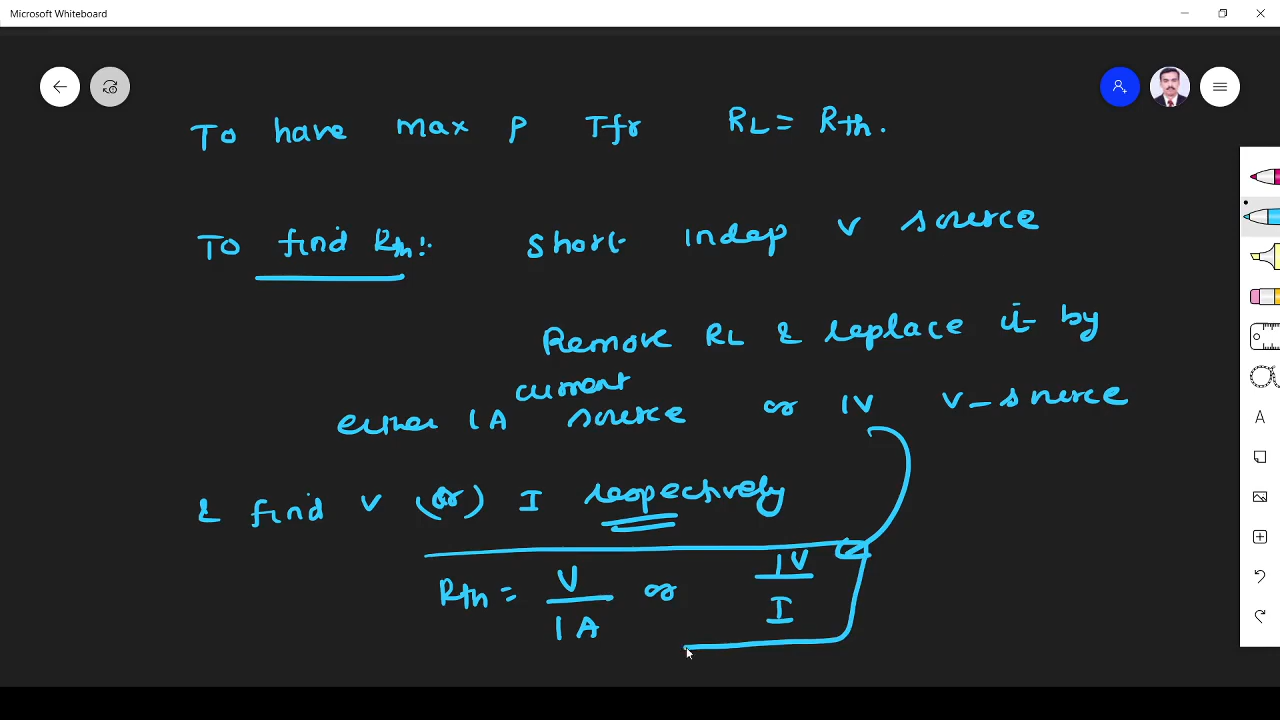 Microsoft Whiteboard
To have max P Tfr RL = Rth.
To find Rth: Short indep V source
Remove RL & replace it by
current
either 1A source or 1V V-source
& find V (or) I respectively
Rth = V / 1A or 1V / I
A